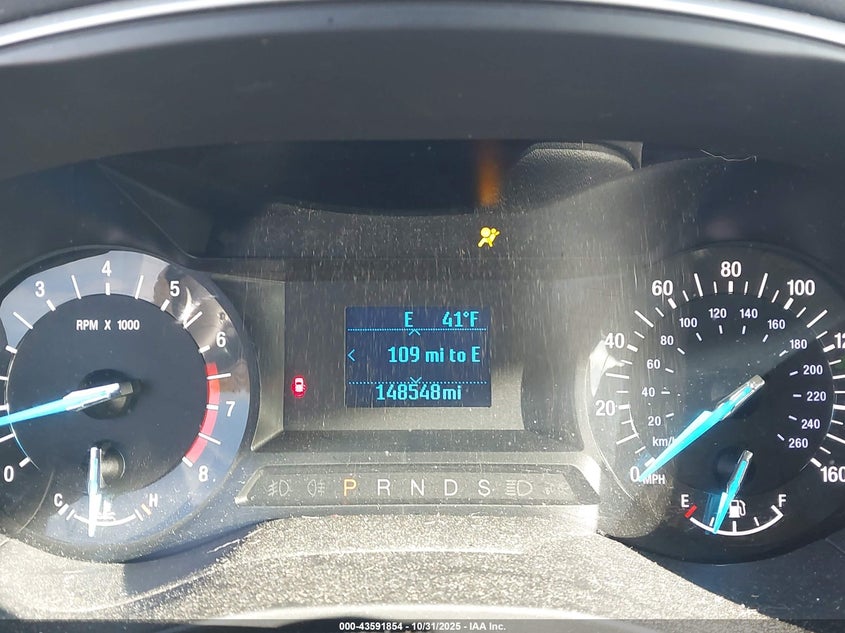 3 4 5 6 7 8 0
RPM X 1000
C H
E 41°F
< 109 mi to E
148548mi
P R N D S
0 20 40 60 80 100 160
20 40 60 80 100 120 140 160 180 200 220 240 260
MPH
E F
000-43591854 - 10/31/2025 - IAA Inc.